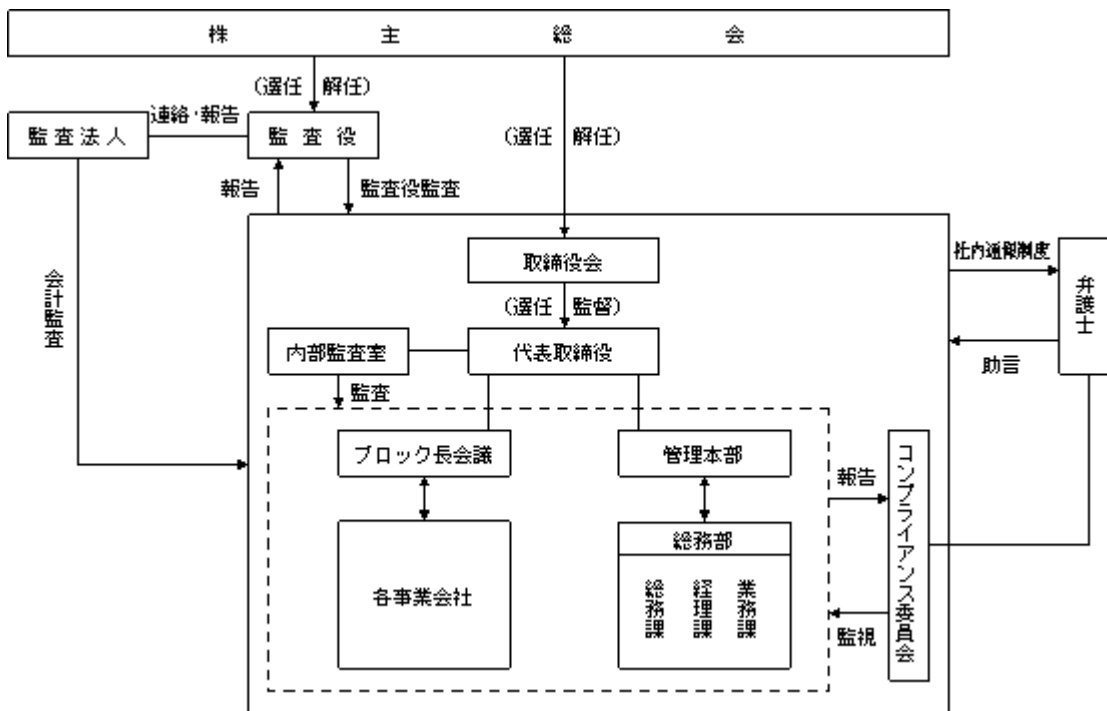 株主総会
(選任 解任)
監査法人
連絡・報告
監査役
(選任 解任)
報告
監査役監査
取締役会
社内通報制度
弁護士
会計監査
(選任 監督)
内部監査室
代表取締役
助言
監査
ブロック長会議
管理本部
コンプライアンス委員会
報告
各事業会社
総務部
総務課
経理課
業務課
監視